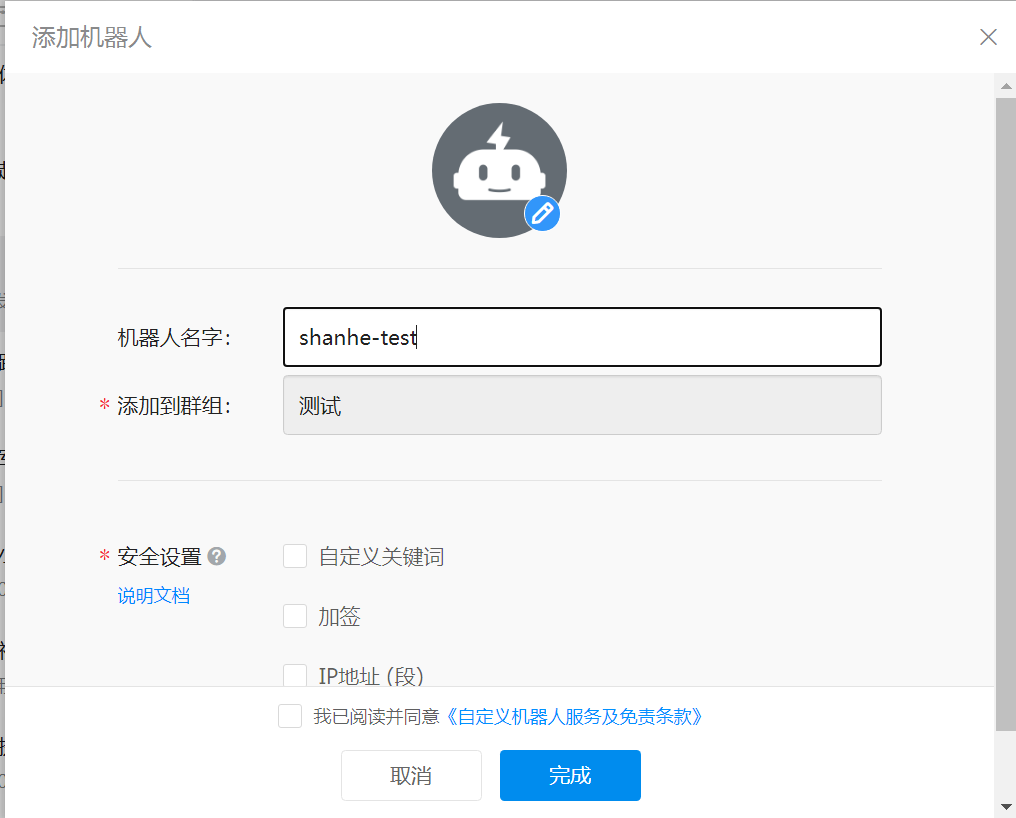 添加机器人
机器人名字：
shanhe-test
* 添加到群组：
测试
* 安全设置 ?
自定义关键词
说明文档
加签
IP地址 (段)
我已阅读并同意《自定义机器人服务及免责条款》
取消
完成